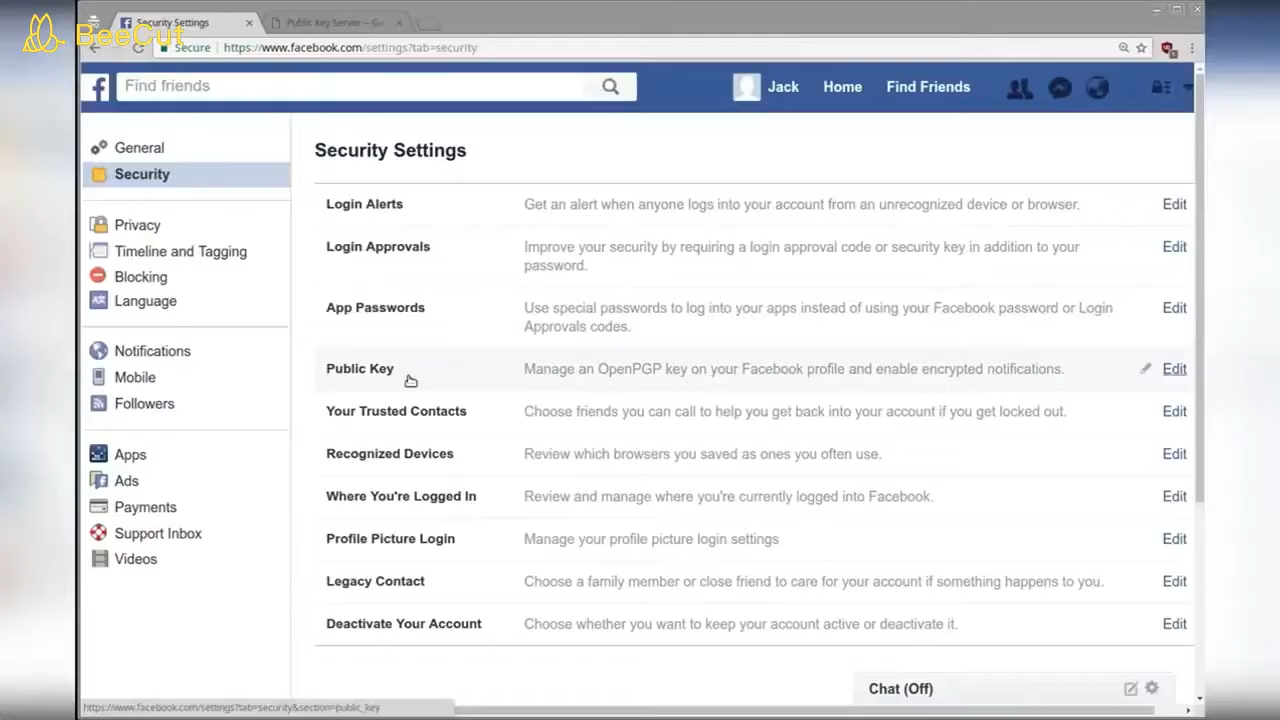 Security Settings
Public Key Server -- Ge
BeeCut
Secure https://www.facebook.com/settings?tab=security
Find friends
Jack Home Find Friends
General
Security
Privacy
Timeline and Tagging
Blocking
Language
Notifications
Mobile
Followers
Apps
Ads
Payments
Support Inbox
Videos
Security Settings
Login Alerts Get an alert when anyone logs into your account from an unrecognized device or browser. Edit
Login Approvals Improve your security by requiring a login approval code or security key in addition to your Edit
password.
App Passwords Use special passwords to log into your apps instead of using your Facebook password or Login Edit
Approvals codes.
Public Key Manage an OpenPGP key on your Facebook profile and enable encrypted notifications. Edit
Your Trusted Contacts Choose friends you can call to help you get back into your account if you get locked out. Edit
Recognized Devices Review which browsers you saved as ones you often use. Edit
Where You're Logged In Review and manage where you're currently logged into Facebook. Edit
Profile Picture Login Manage your profile picture login settings Edit
Legacy Contact Choose a family member or close friend to care for your account if something happens to you. Edit
Deactivate Your Account Choose whether you want to keep your account active or deactivate it. Edit
Chat (Off)
https://www.facebook.com/settings?tab=security&section=public_key